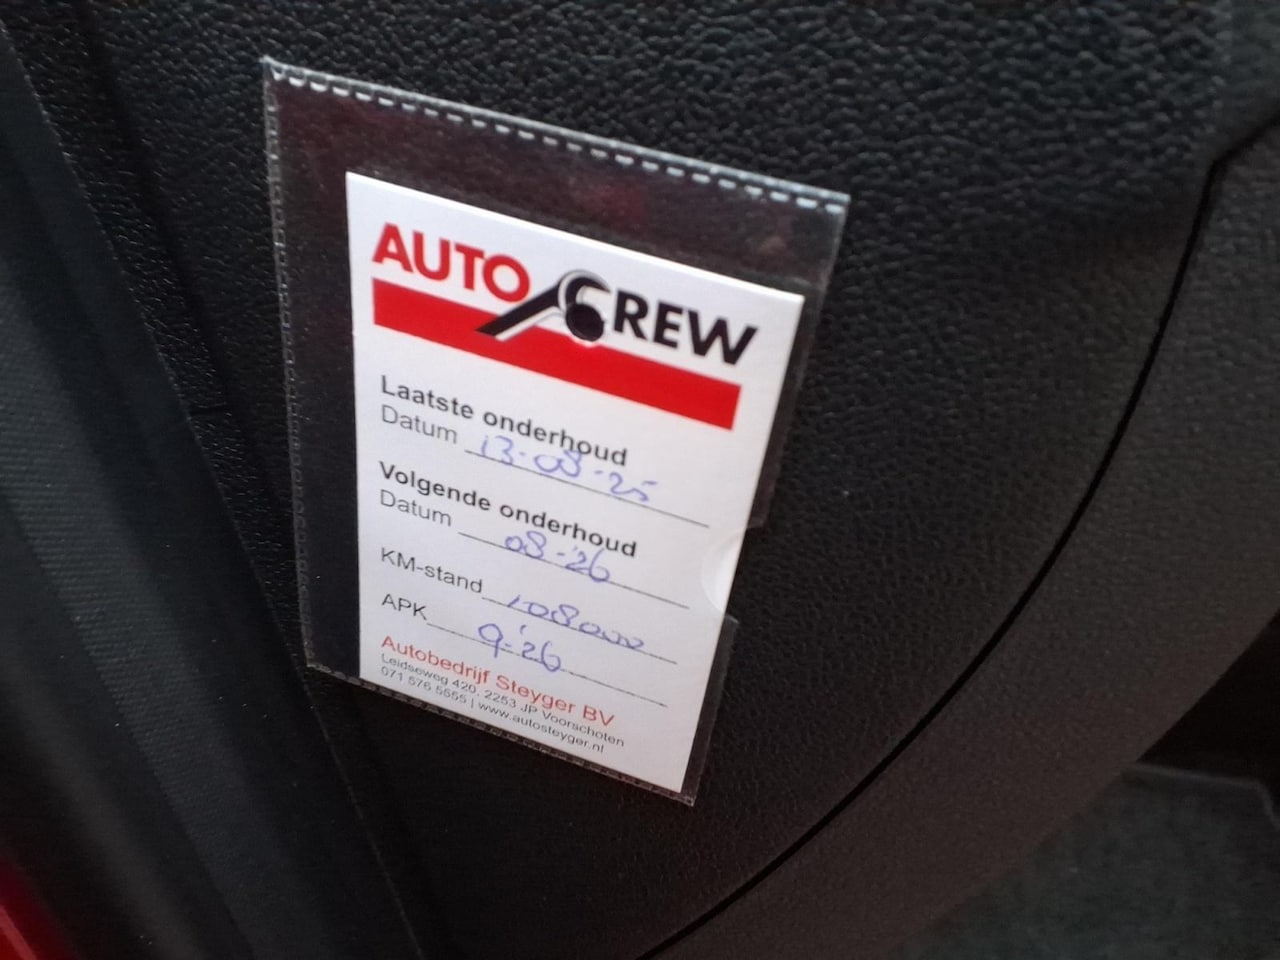 AUTO CREW
Laatste onderhoud
Datum 13-08-25
Volgende onderhoud
Datum 08-'26
KM-stand 108000
APK 9-'26
Autobedrijf Steyger BV
Leidseweg 420, 2253 JP Voorschoten
071 576 5655 | www.autosteyger.nl